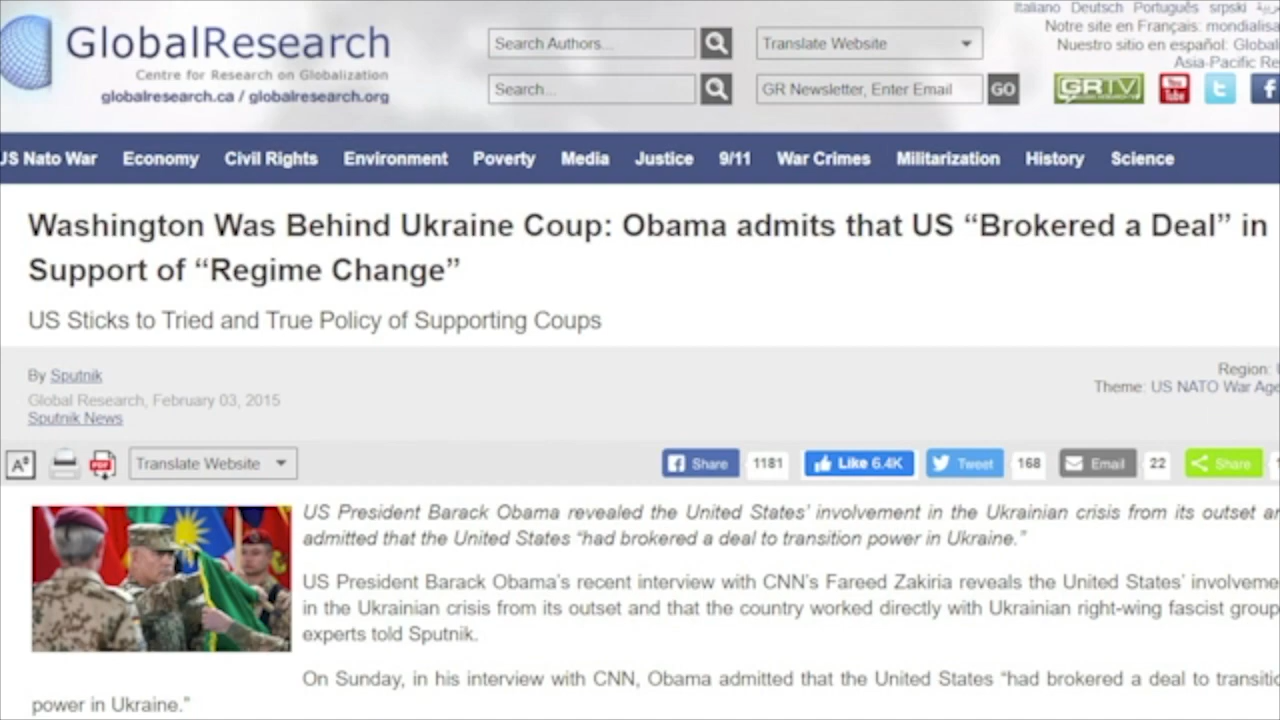 Italiano Deutsch Português srpski
GlobalResearch
Centre for Research on Globalization
globalresearch.ca / globalresearch.org
Search Authors...
Translate Website
Notre site en Français:
Nuestro sitio en español:
Asia-Pacific
Search...
GR Newsletter, Enter Email
GO
GRTV
You Tube
US Nato War Economy Civil Rights Environment Poverty Media Justice 9/11 War Crimes Militarization History Science
Washington Was Behind Ukraine Coup: Obama admits that US “Brokered a Deal” in
Support of “Regime Change”
US Sticks to Tried and True Policy of Supporting Coups
By Sputnik
Global Research, February 03, 2015
Sputnik News
Region:
Theme: US NATO War
Translate Website
Share 1181
Like 6.4K
Tweet 168
Email 22
Share
US President Barack Obama revealed the United States’ involvement in the Ukrainian crisis from its outset
admitted that the United States “had brokered a deal to transition power in Ukraine.”
US President Barack Obama’s recent interview with CNN’s Fareed Zakiria reveals the United States’
in the Ukrainian crisis from its outset and that the country worked directly with Ukrainian right-wing fascist
experts told Sputnik.
On Sunday, in his interview with CNN, Obama admitted that the United States “had brokered a deal to
power in Ukraine.”